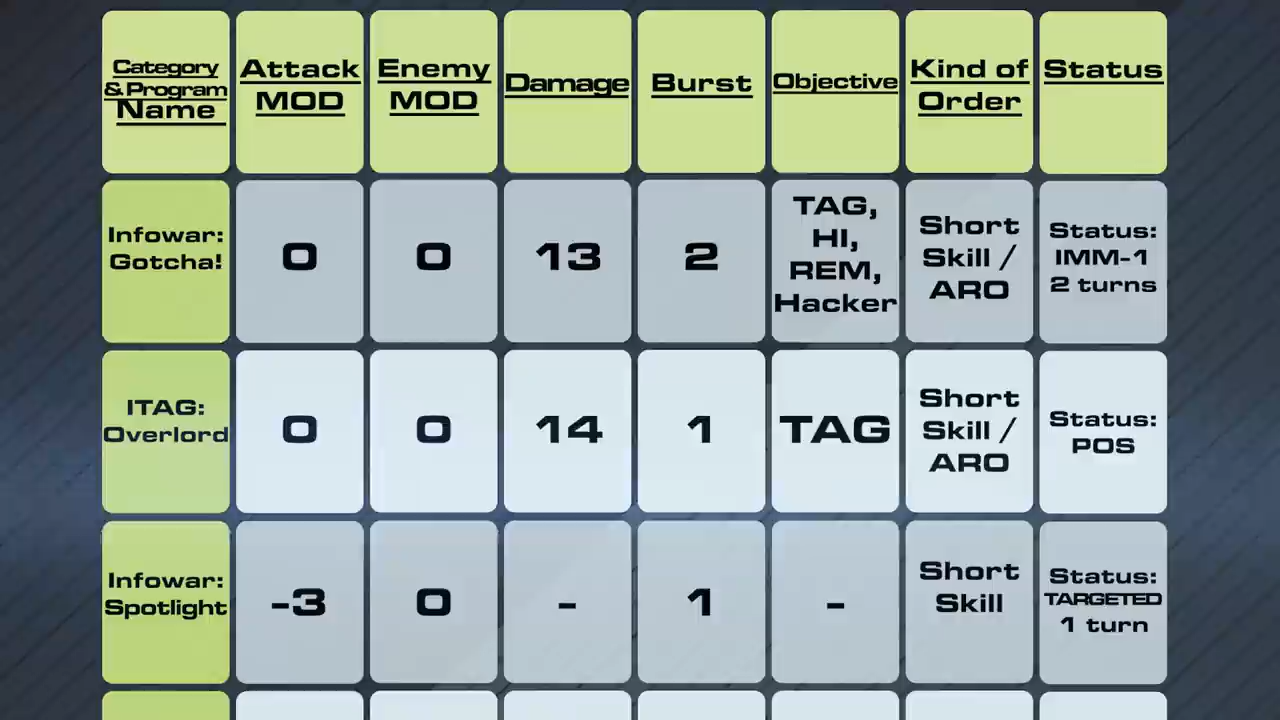 Category
& Program
Name
Attack
MOD
Enemy
MOD
Damage
Burst
Objective
Kind of
Order
Status
Infowar:
Gotcha!
0
0
13
2
TAG,
HI,
REM,
Hacker
Short
Skill /
ARO
Status:
IMM-1
2 turns
ITAG:
Overlord
0
0
14
1
TAG
Short
Skill /
ARO
Status:
POS
Infowar:
Spotlight
-3
0
-
1
-
Short
Skill
Status:
TARGETED
1 turn